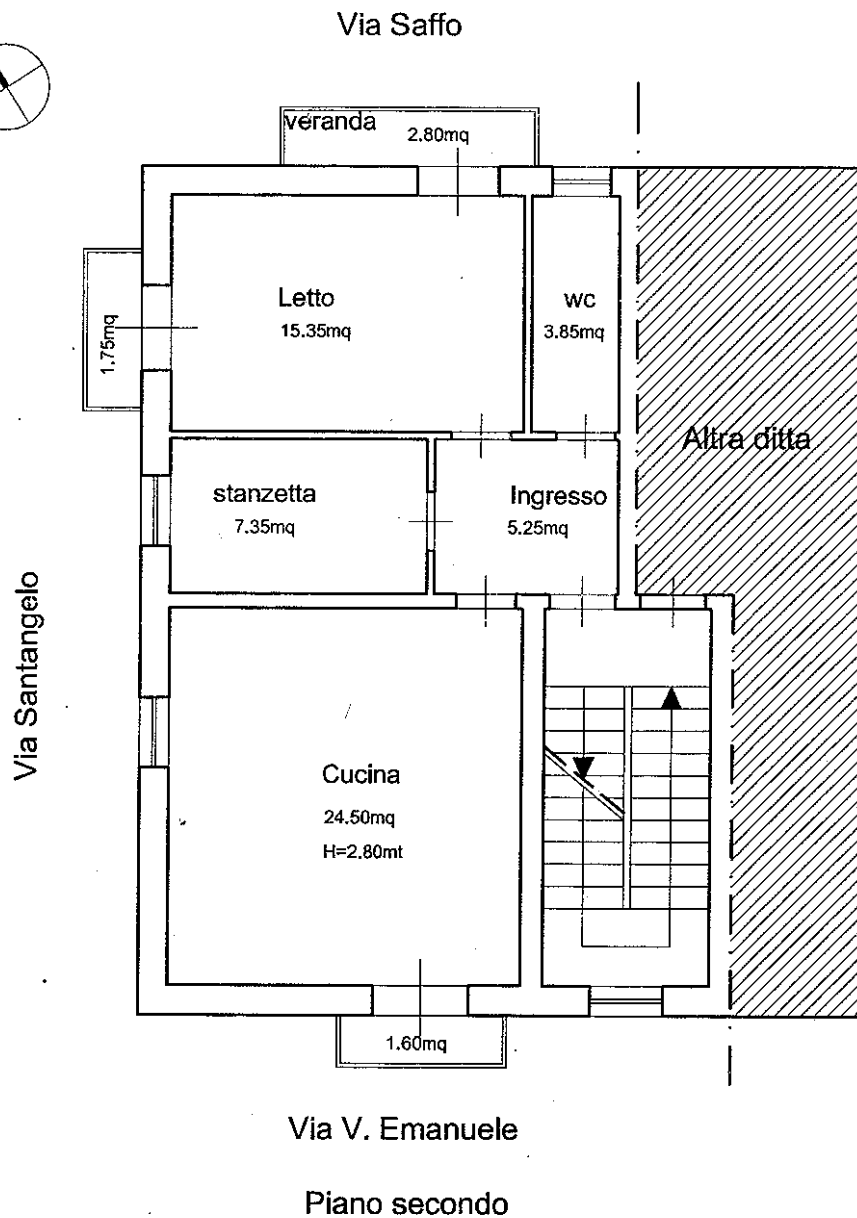 Via Saffo
veranda
2.80mq
Letto
15.35mq
wc
3.85mq
1.75mq
Altra ditta
stanzetta
7.35mq
Ingresso
5.25mq
Via Santangelo
Cucina
24.50mq
H=2.80mt
1.60mq
Via V. Emanuele
Piano secondo